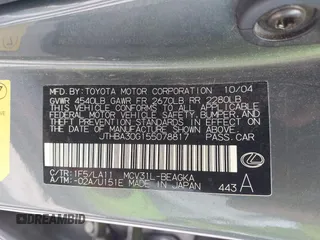 MFD. BY: TOYOTA MOTOR CORPORATION 10/04
GVWR 4540LB GAWR FR 2670LB RR 2280LB
THIS VEHICLE CONFORMS TO ALL APPLICABLE
FEDERAL MOTOR VEHICLE SAFETY, BUMPER, AND
THEFT PREVENTION STANDARDS IN EFFECT ON
THE DATE OF MANUFACTURE SHOWN ABOVE.
JTHBA30G155078817 PASS.CAR
C/TR:1F5/LA11 MCV31L-BEAGKA
A/TM:-02A/U151E MADE IN JAPAN 443 A